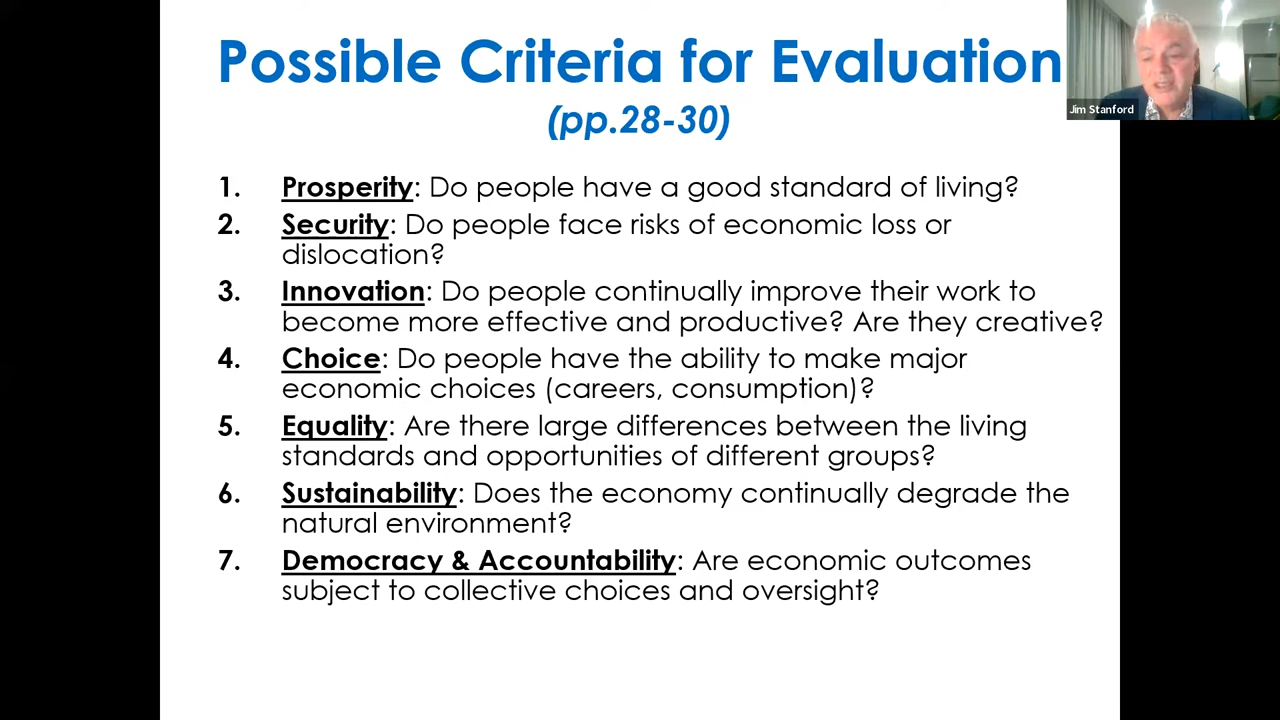 Possible Criteria for Evaluation
(pp.28-30)
Jim Stanford
1. Prosperity: Do people have a good standard of living?
2. Security: Do people face risks of economic loss or
dislocation?
3. Innovation: Do people continually improve their work to
become more effective and productive? Are they creative?
4. Choice: Do people have the ability to make major
economic choices (careers, consumption)?
5. Equality: Are there large differences between the living
standards and opportunities of different groups?
6. Sustainability: Does the economy continually degrade the
natural environment?
7. Democracy & Accountability: Are economic outcomes
subject to collective choices and oversight?